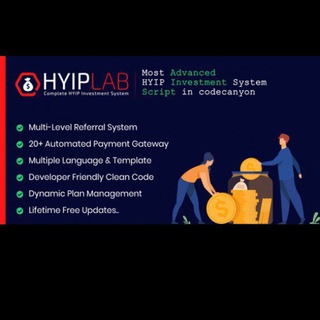 HYIPLAB
Complete HYIP Investment System
Most Advanced
HYIP Investment System
Script in codecanyon
Multi-Level Referral System
20+ Automated Payment Gateway
Multiple Language & Template
Developer Friendly Clean Code
Dynamic Plan Management
Lifetime Free Updates..